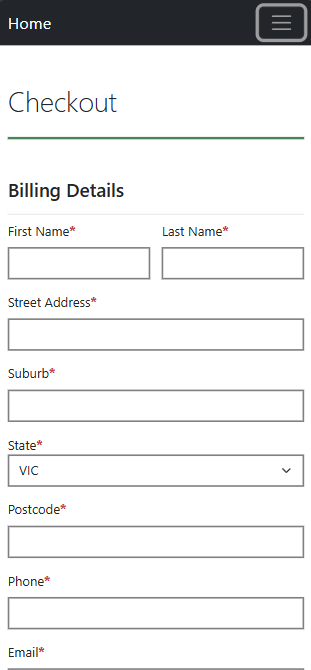 Home
Checkout
Billing Details
First Name* Last Name*
Street Address*
Suburb*
State*
VIC
Postcode*
Phone*
Email*